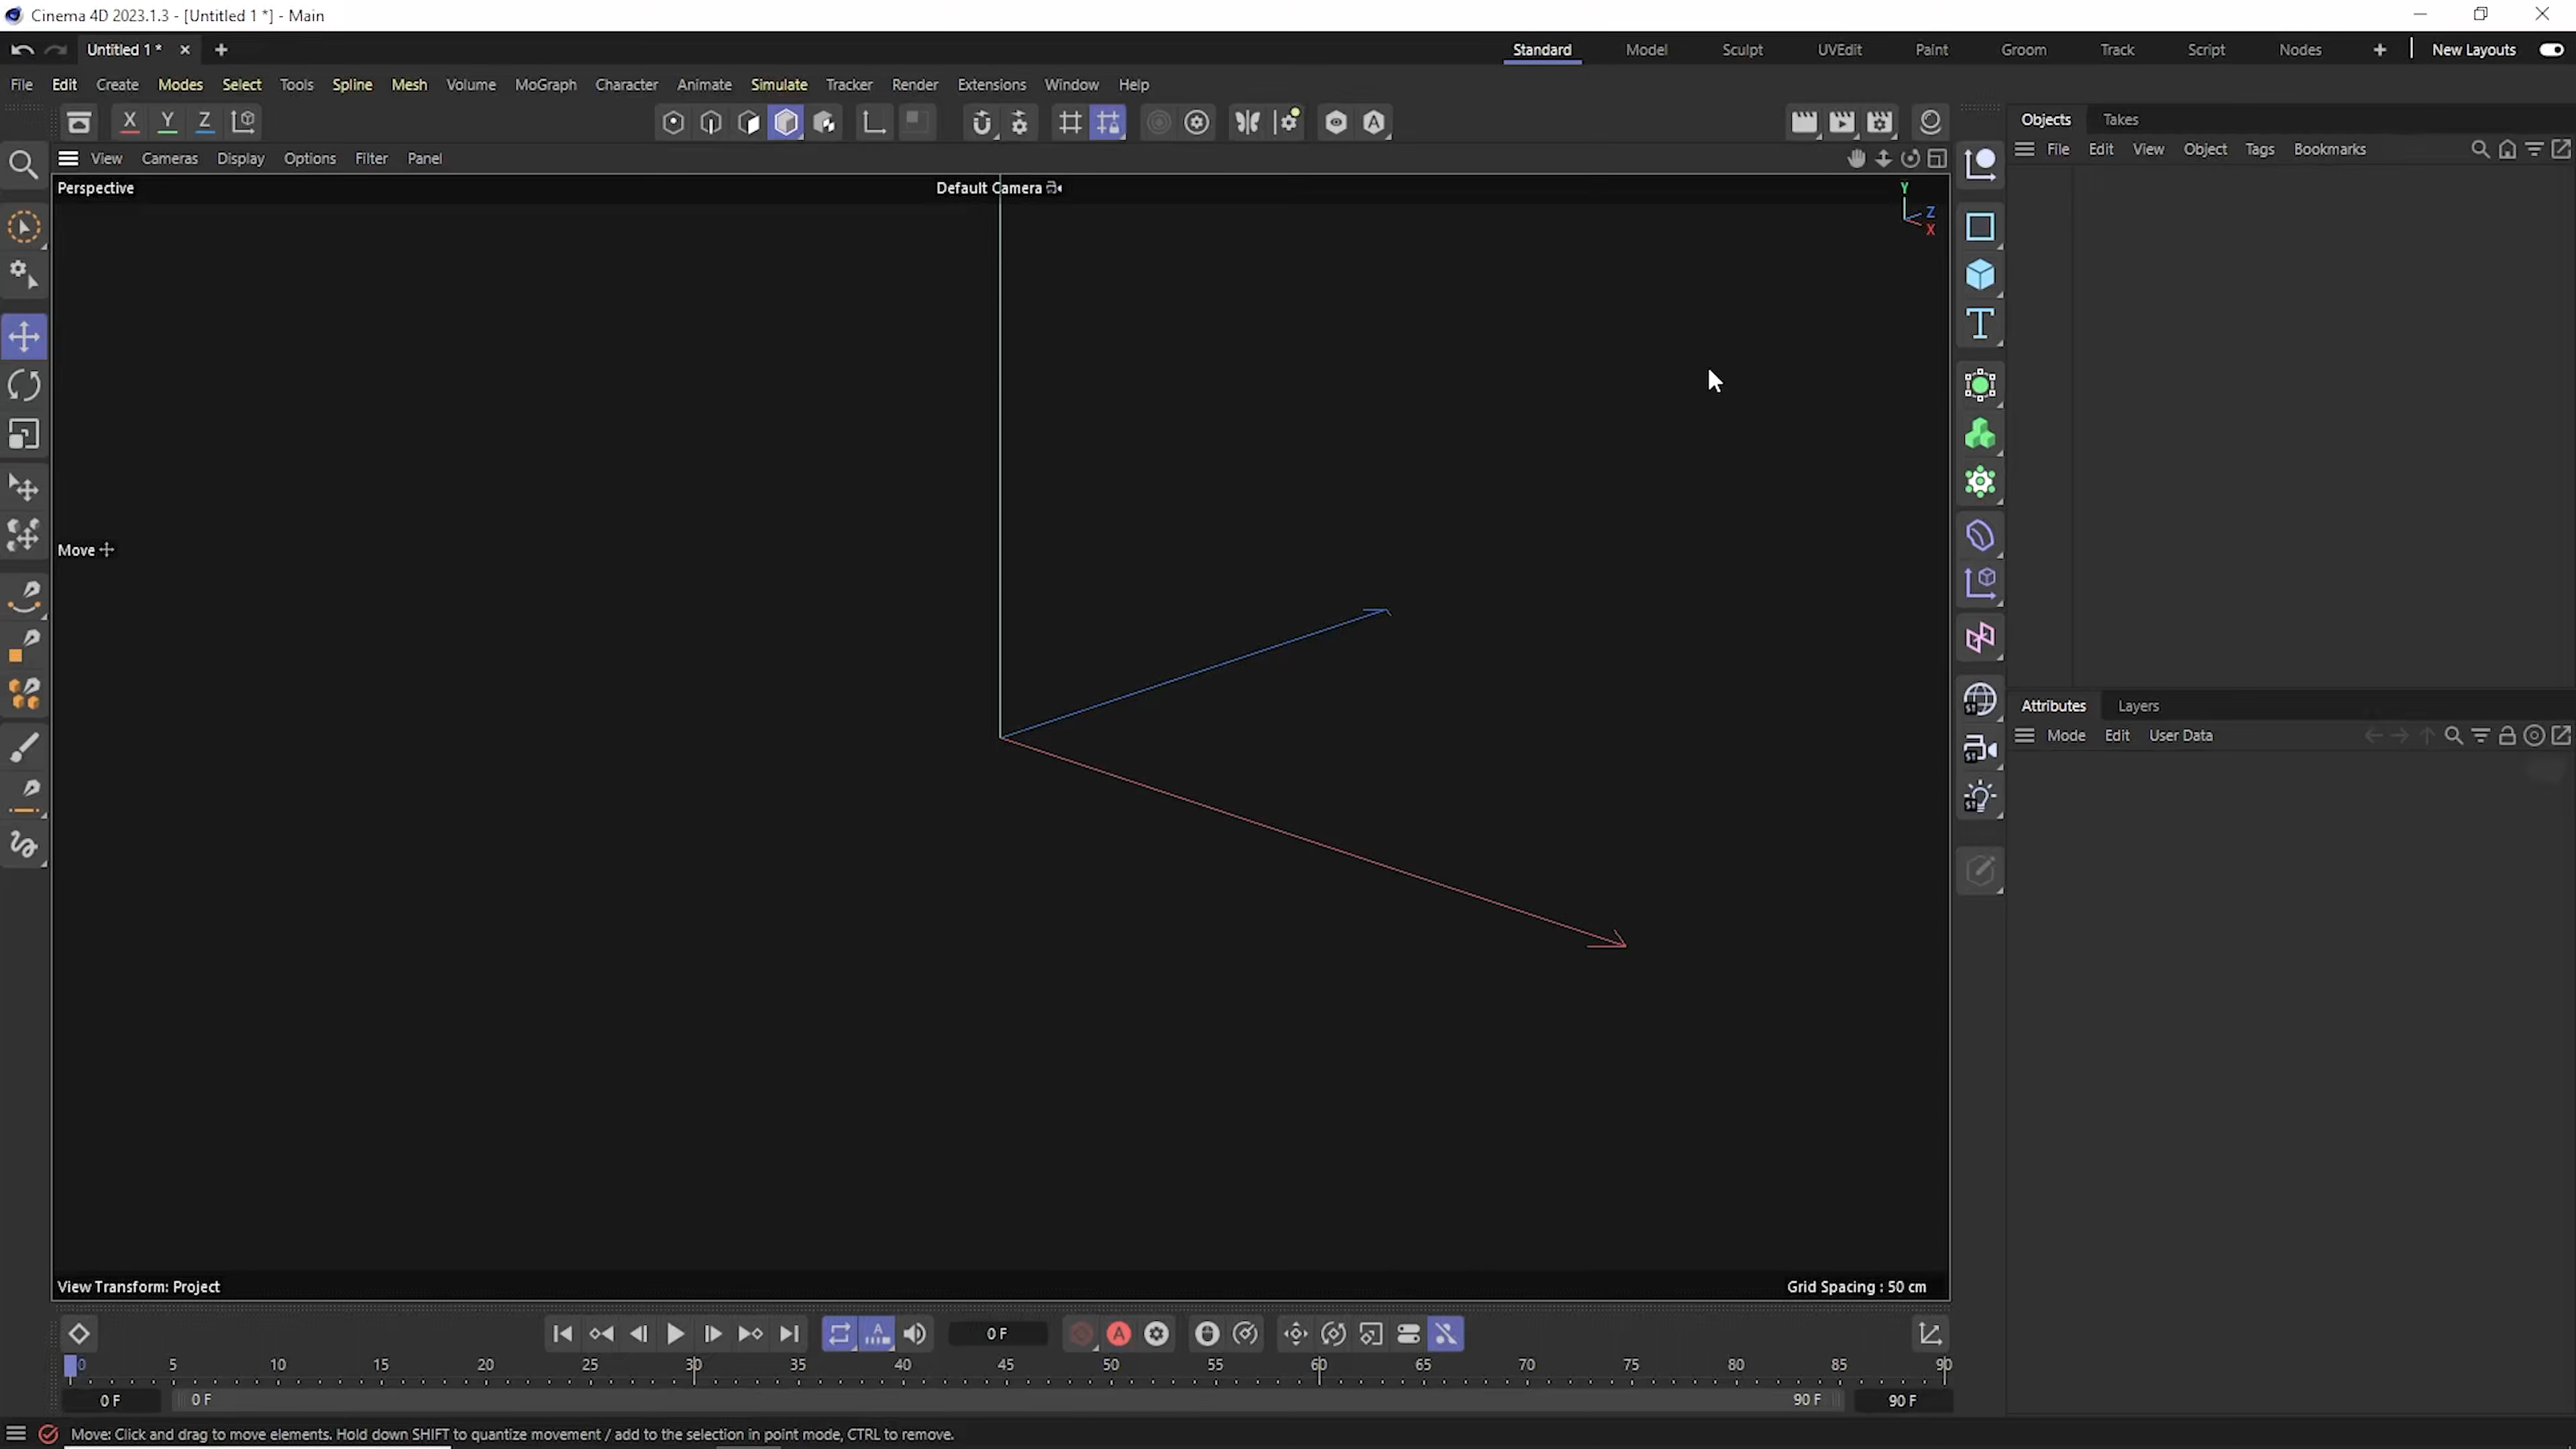 Cinema 4D 2023.1.3 - [Untitled 1 *] - Main
Untitled 1 *
Standard Model Sculpt UVEdit Paint Groom Track Script Nodes New Layouts
File Edit Create Modes Select Tools Spline Mesh Volume MoGraph Character Animate Simulate Tracker Render Extensions Window Help
X Y Z
Objects Takes
View Cameras Display Options Filter Panel
File Edit View Object Tags Bookmarks
Perspective
Default Camera
Y
Z
X
Move
Attributes Layers
Mode Edit User Data
View Transform: Project
Grid Spacing : 50 cm
0 F
0 5 10 15 20 25 30 35 40 45 50 55 60 65 70 75 80 85 90
0 F 0 F 90 F 90 F
Move: Click and drag to move elements. Hold down SHIFT to quantize movement / add to the selection in point mode, CTRL to remove.